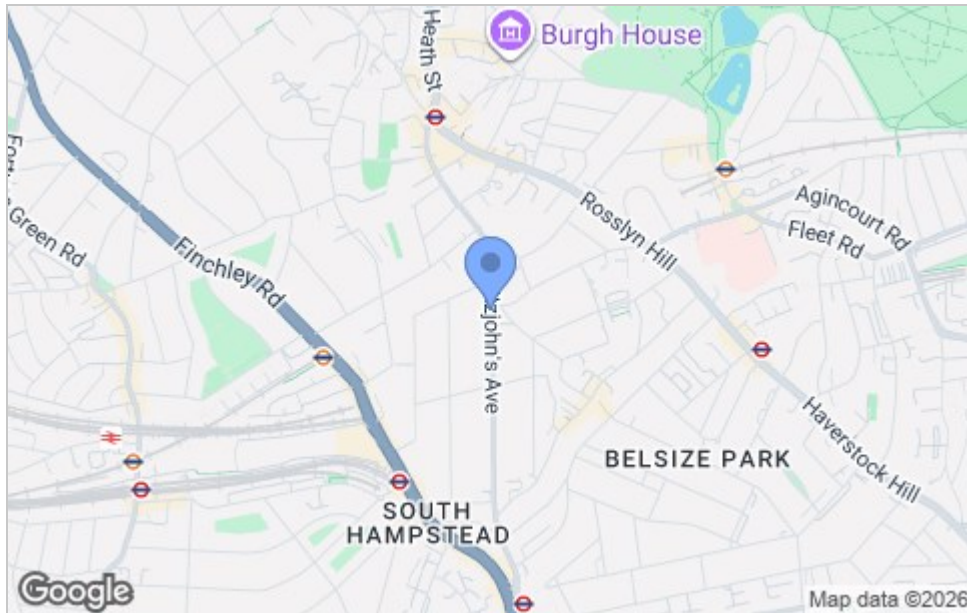 Heath St
Burgh House
Rosslyn Hill
Agincourt Rd
Fleet Rd
Green Rd
Finchley Rd
zjohn's Ave
Haverstock Hill
BELSIZE PARK
SOUTH
HAMPSTEAD
Google
Map data ©2026